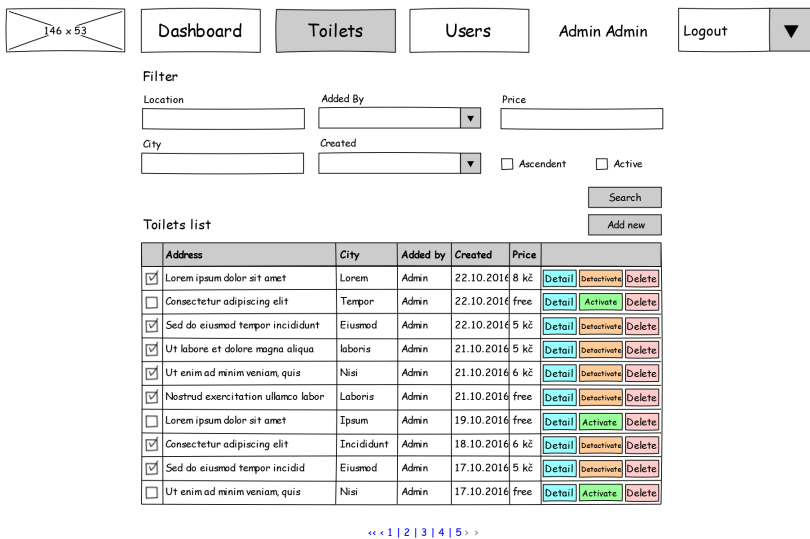 146 x 53 Dashboard Toilets Users Admin Admin Logout
Filter
Location Added By Price
City Created
Ascendent Active
Search
Toilets list Add new
Address City Added by Created Price
Lorem ipsum dolor sit amet Lorem Admin 22.10.2016 8 kč Detail Detactivate Delete
Consectetur adipiscing elit Tempor Admin 22.10.2016 free Detail Activate Delete
Sed do eiusmod tempor incididunt Eiusmod Admin 22.10.2016 5 kč Detail Detactivate Delete
Ut labore et dolore magna aliqua laboris Admin 21.10.2016 5 kč Detail Detactivate Delete
Ut enim ad minim veniam, quis Nisi Admin 21.10.2016 6 kč Detail Detactivate Delete
Nostrud exercitation ullamco labor Laboris Admin 21.10.2016 free Detail Detactivate Delete
Lorem ipsum dolor sit amet Ipsum Admin 19.10.2016 free Detail Activate Delete
Consectetur adipiscing elit Incididunt Admin 18.10.2016 6 kč Detail Detactivate Delete
Sed do eiusmod tempor incidid Eiusmod Admin 17.10.2016 5 kč Detail Detactivate Delete
Ut enim ad minim veniam, quis Nisi Admin 17.10.2016 free Detail Activate Delete
<< < 1 | 2 | 3 | 4 | 5 > >